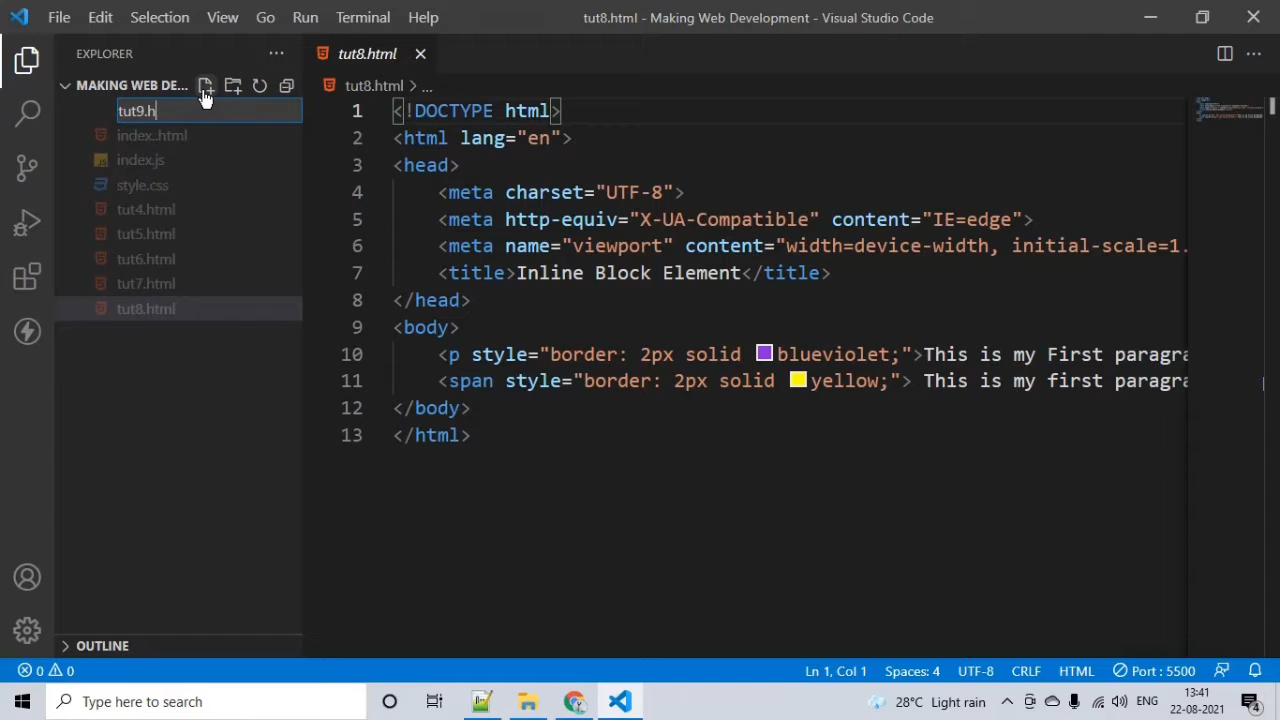 File Edit Selection View Go Run Terminal Help
tut8.html - Making Web Development - Visual Studio Code
EXPLORER
tut8.html
MAKING WEB DE...
tut8.html > ...
tut9.h
index..html
index.js
style.css
tut4.html
tut5.html
tut6.html
tut7.html
tut8.html
1 <!DOCTYPE html>
2 <html lang="en">
3 <head>
4 <meta charset="UTF-8">
5 <meta http-equiv="X-UA-Compatible" content="IE=edge">
6 <meta name="viewport" content="width=device-width, initial-scale=1.
7 <title>Inline Block Element</title>
8 </head>
9 <body>
10 <p style="border: 2px solid blueviolet;">This is my First paragra
11 <span style="border: 2px solid yellow;"> This is my first paragra
12 </body>
13 </html>
OUTLINE
0 0
Ln 1, Col 1 Spaces: 4 UTF-8 CRLF HTML Port : 5500
Type here to search
28°C Light rain
ENG
13:41
22-08-2021
4